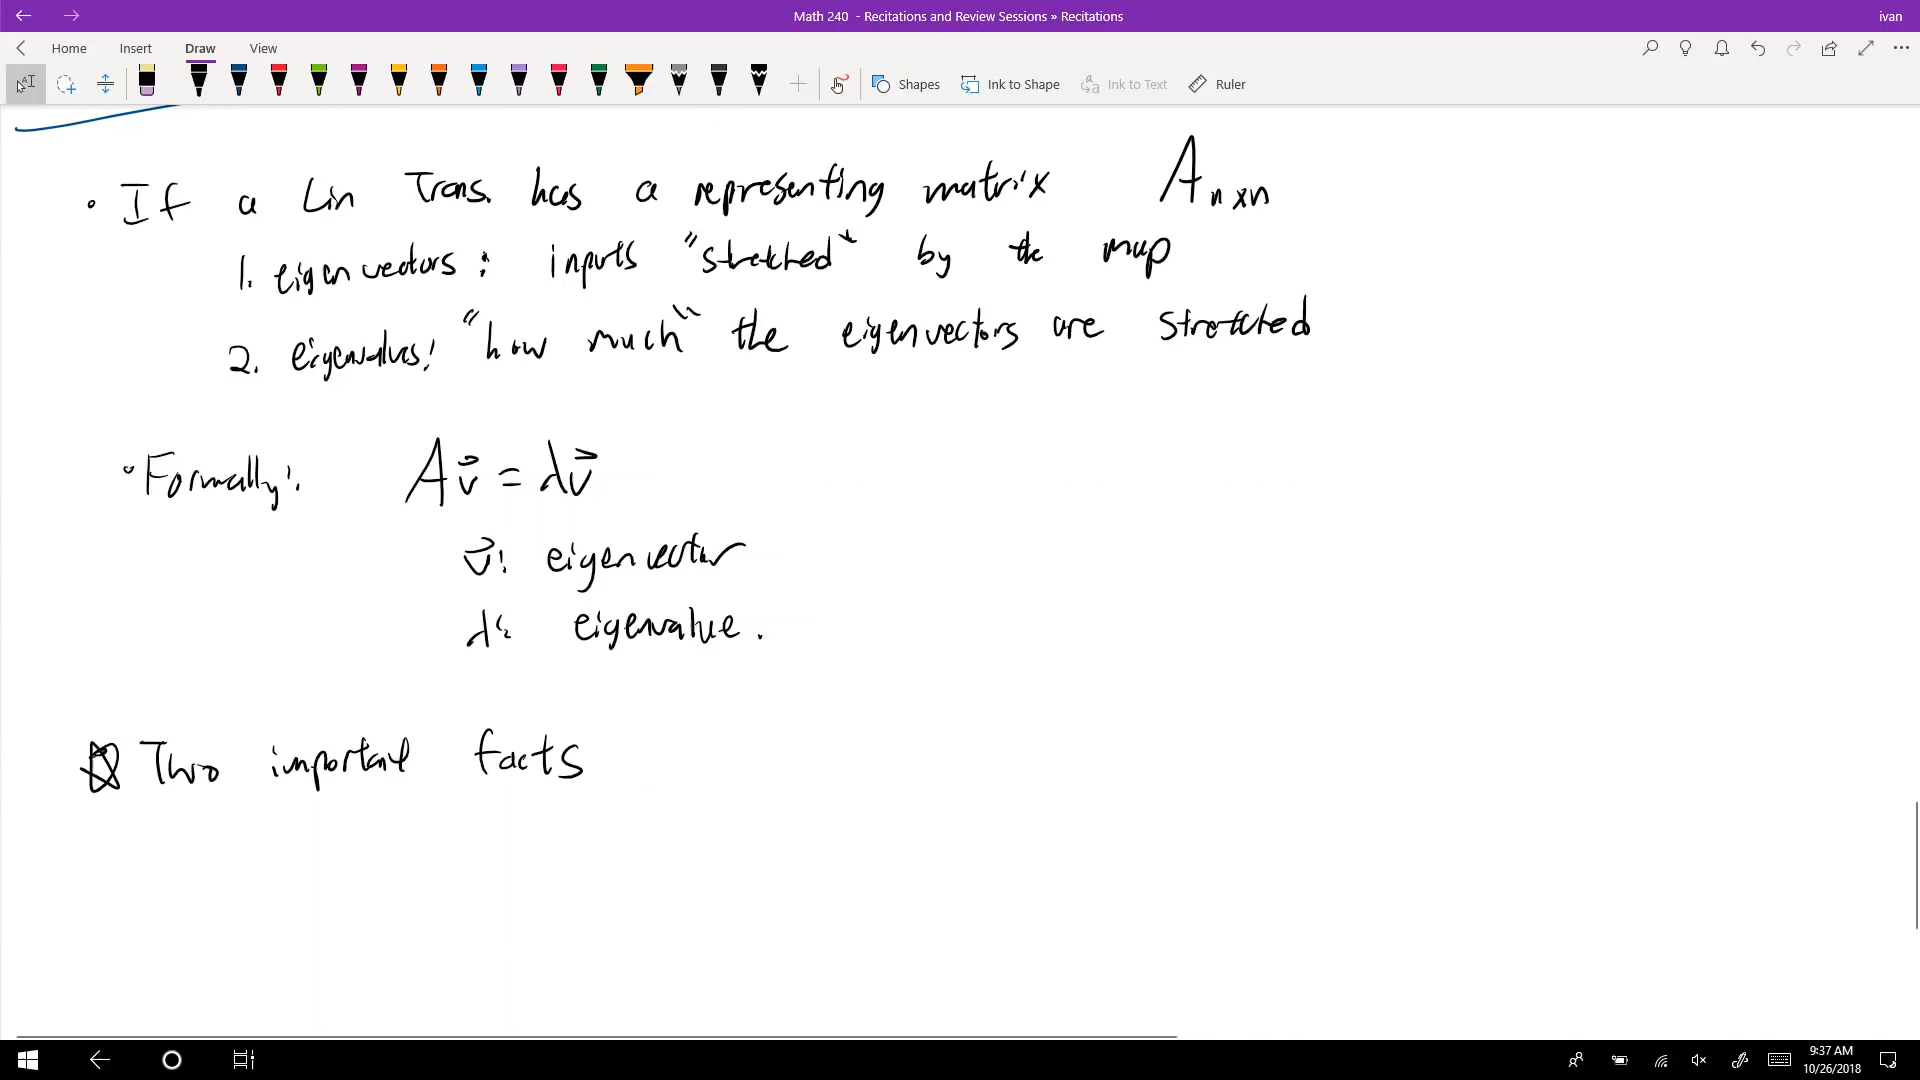 Math 240 - Recitations and Review Sessions » Recitations
ivan
Home Insert Draw View
Shapes Ink to Shape Ink to Text Ruler
• If a Lin Trans. has a representing matrix A n×n
1. eigenvectors: inputs "stretched" by the map
2. eigenvalues: "how much" the eigenvectors are stretched
• Formally: Av⃗ = λv⃗
v⃗: eigenvector
λ: eigenvalue.
☆ Two important facts
9:37 AM
10/26/2018